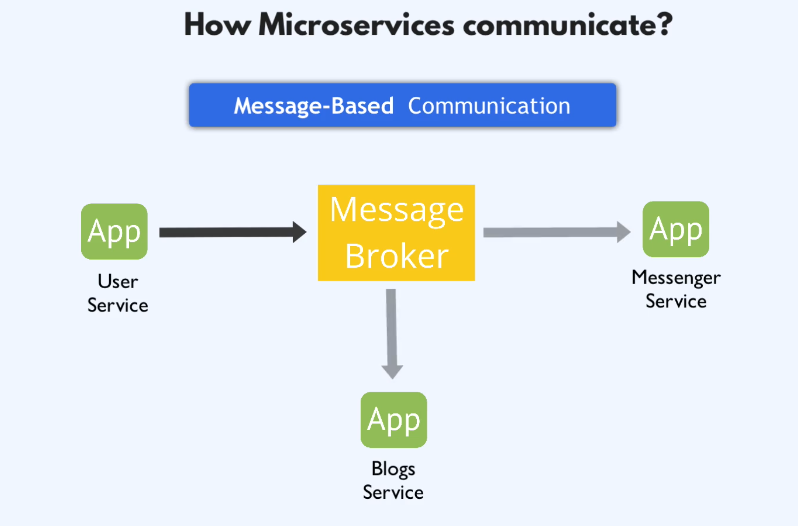 How Microservices communicate?
Message-Based Communication
App
User
Service
Message
Broker
App
Messenger
Service
App
Blogs
Service